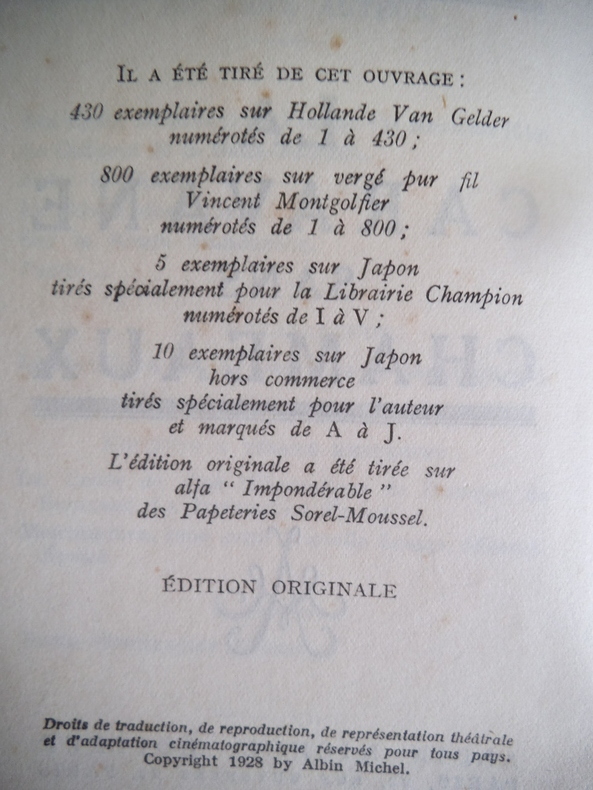 IL A ÉTÉ TIRÉ DE CET OUVRAGE :
430 exemplaires sur Hollande Van Gelder
numérotés de 1 à 430 ;
800 exemplaires sur vergé pur fil
Vincent Montgolfier
numérotés de 1 à 800 ;
5 exemplaires sur Japon
tirés spécialement pour la Librairie Champion
numérotés de I à V ;
10 exemplaires sur Japon
hors commerce
tirés spécialement pour l'auteur
et marqués de A à J.
L'édition originale a été tirée sur
alfa “ Impondérable ”
des Papeteries Sorel-Moussel.
ÉDITION ORIGINALE
Droits de traduction, de reproduction, de représentation théâtrale
et d'adaptation cinématographique réservés pour tous pays.
Copyright 1928 by Albin Michel.